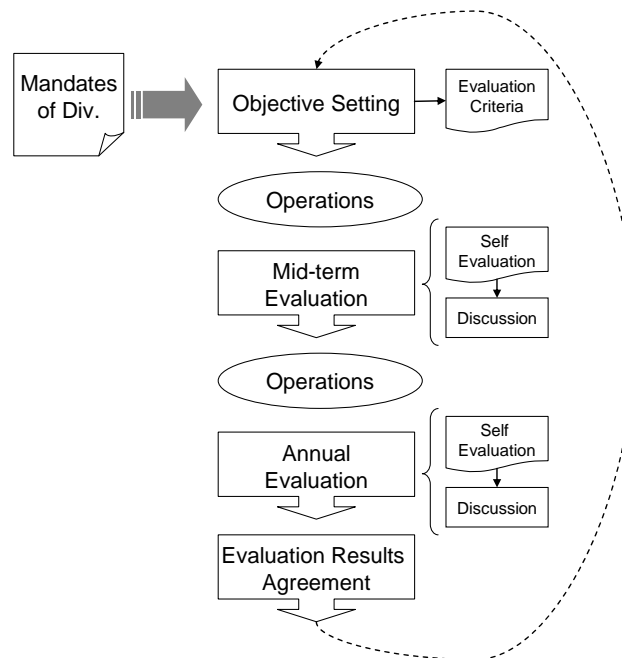 Mandates
of Div.
Objective Setting
Evaluation
Criteria
Operations
Mid-term
Evaluation
Self
Evaluation
Discussion
Operations
Annual
Evaluation
Self
Evaluation
Discussion
Evaluation Results
Agreement